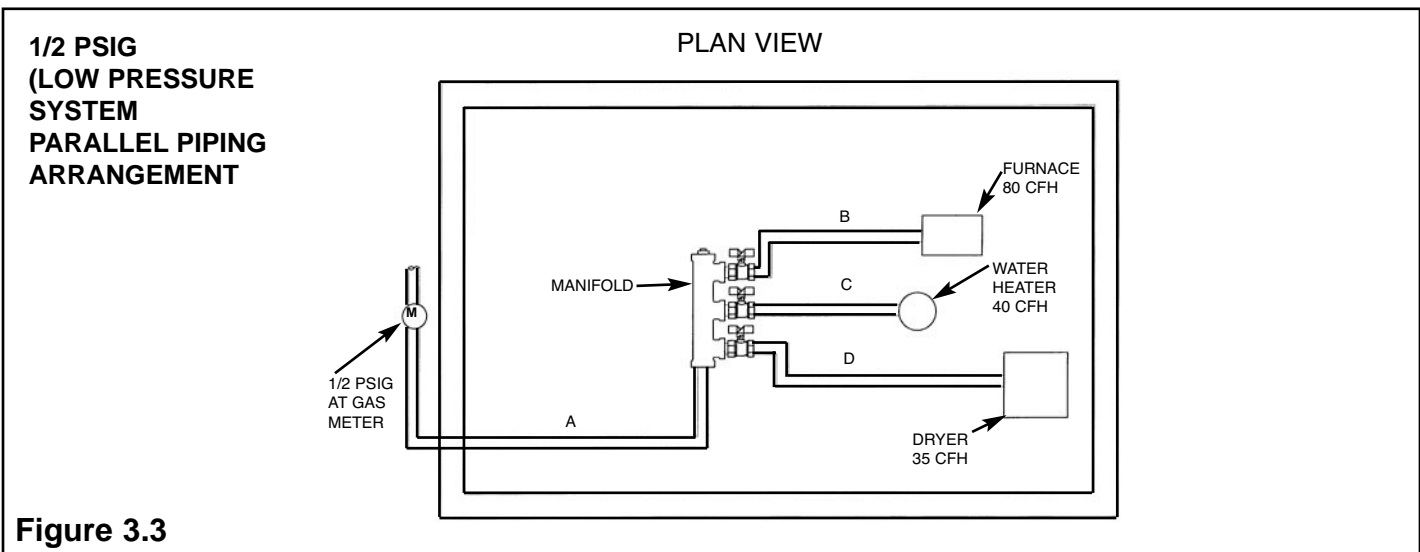 1/2 PSIG
(LOW PRESSURE
SYSTEM
PARALLEL PIPING
ARRANGEMENT
PLAN VIEW
FURNACE
80 CFH
B
MANIFOLD
C
WATER
HEATER
40 CFH
M
D
1/2 PSIG
AT GAS
METER
A
DRYER
35 CFH
Figure 3.3